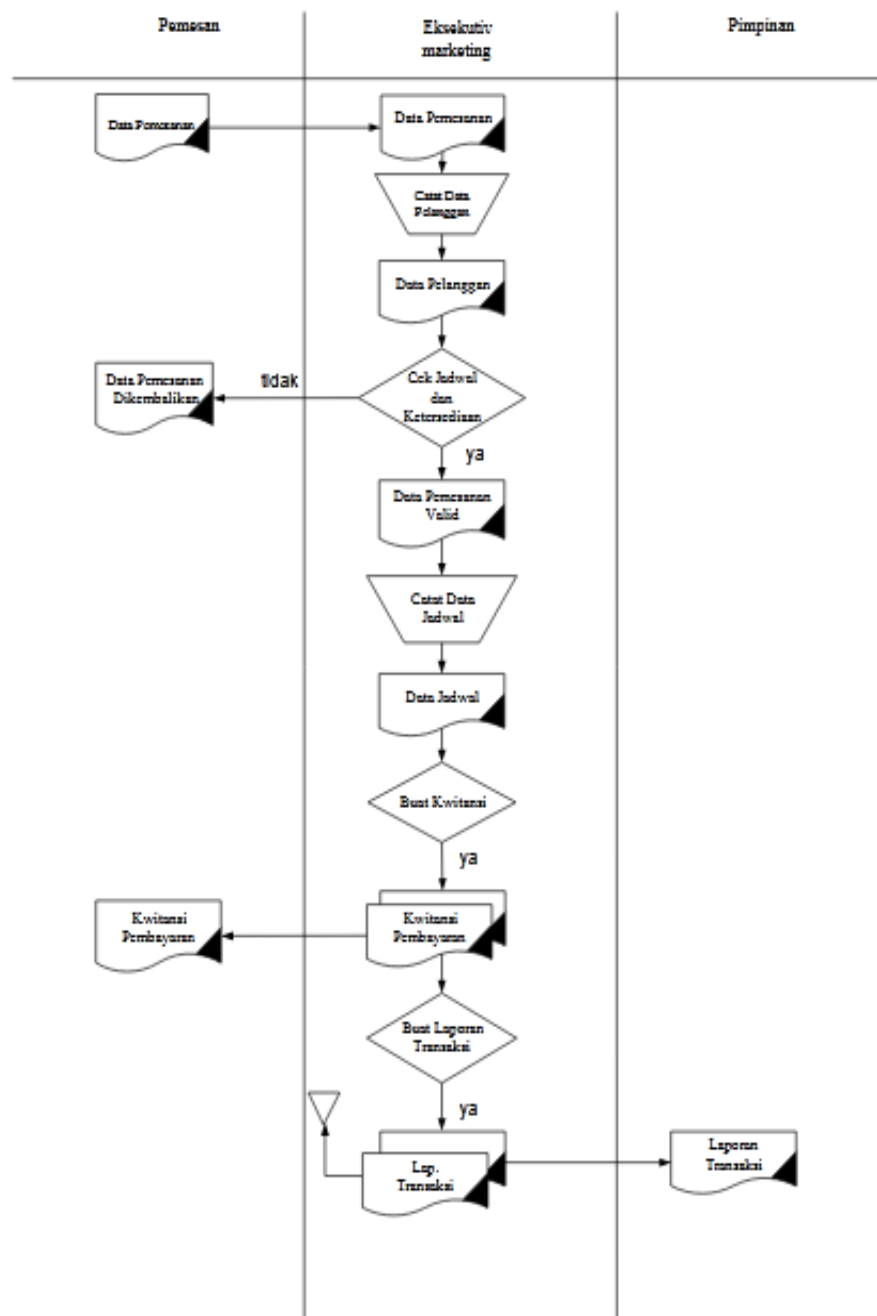 Pemesan
Eksekutiv
marketing
Pimpinan
Data Pemesanan
Data Pemesanan
Catat Data
Pelanggan
Data Pelanggan
Data Pemesanan
Dikembalikan
tidak
Cek Jadwal
dan
Ketersediaan
ya
Data Pemesanan
Valid
Catat Data
Jadwal
Data Jadwal
Buat Kwitansi
ya
Kwitansi
Pembayaran
Kwitansi
Pembayaran
Buat Laporan
Transaksi
ya
Lap.
Transaksi
Laporan
Transaksi